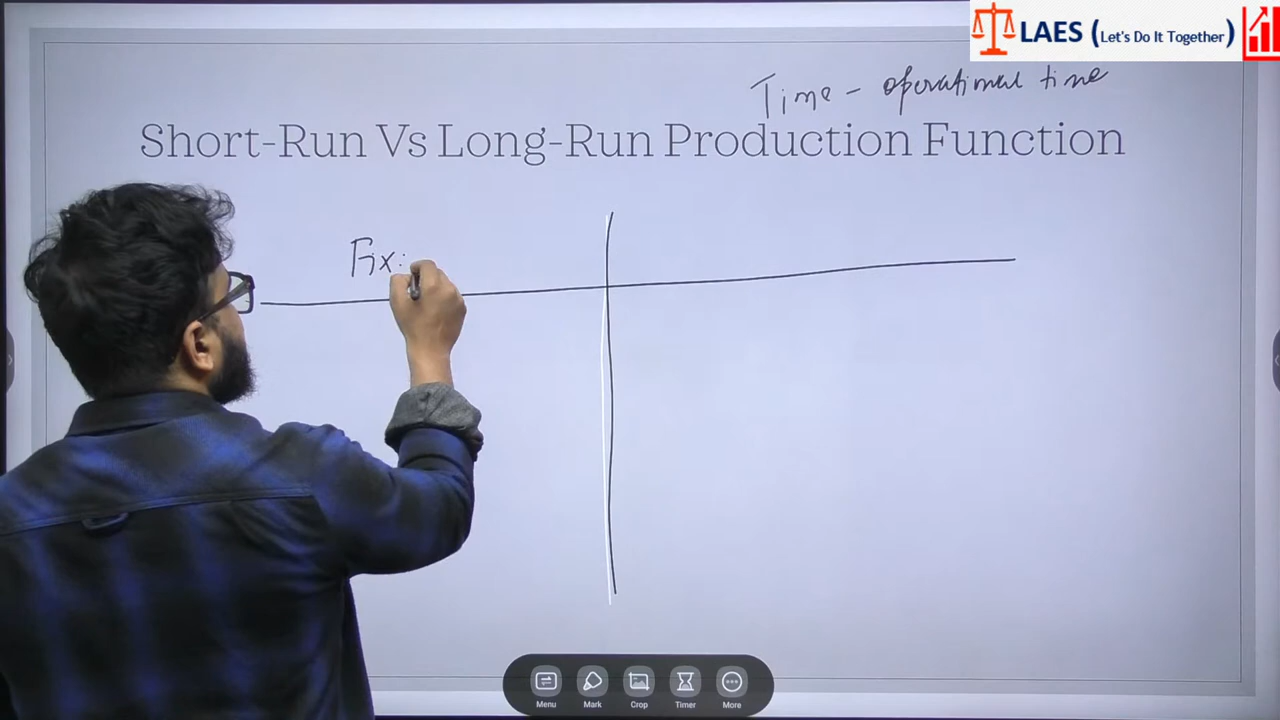 LAES (Let's Do It Together)
Time - operational time
Short-Run Vs Long-Run Production Function
Fix
Menu
Mark
Crop
Timer
More